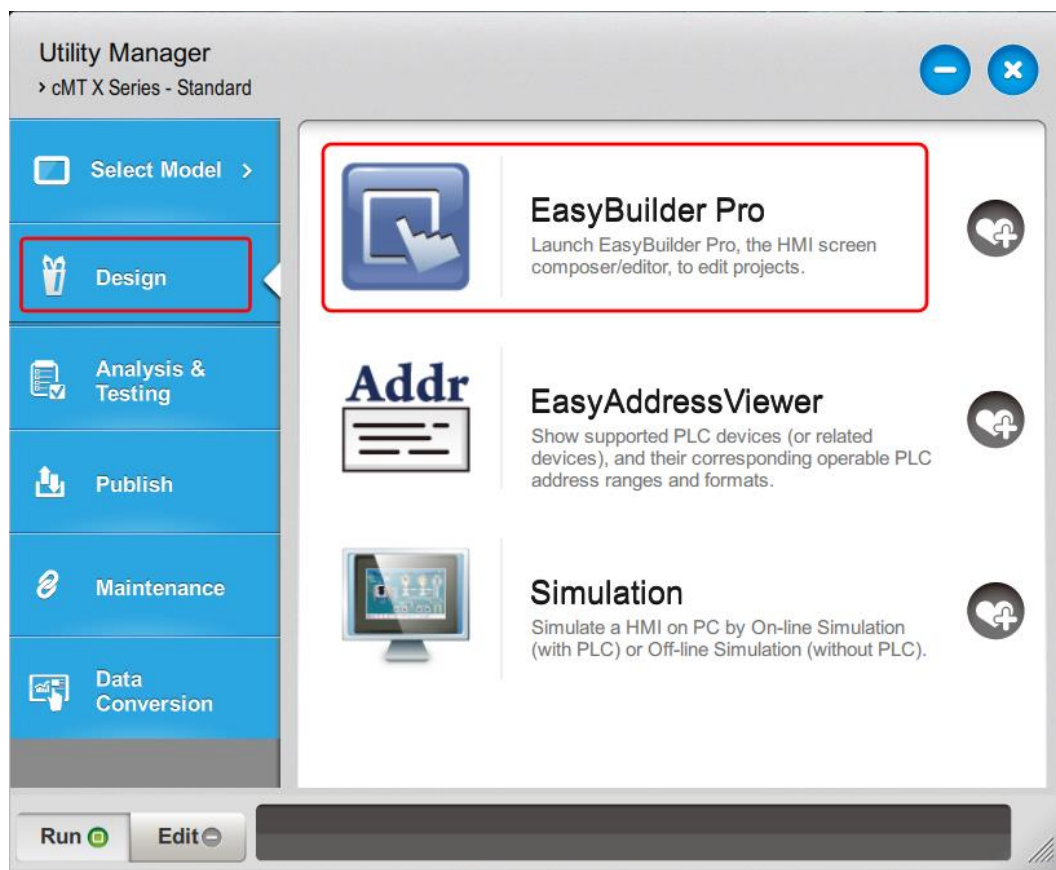 Utility Manager
> cMT X Series - Standard
Select Model >
Design
Analysis &
Testing
Publish
Maintenance
Data
Conversion
EasyBuilder Pro
Launch EasyBuilder Pro, the HMI screen
composer/editor, to edit projects.
Addr
EasyAddressViewer
Show supported PLC devices (or related
devices), and their corresponding operable PLC
address ranges and formats.
Simulation
Simulate a HMI on PC by On-line Simulation
(with PLC) or Off-line Simulation (without PLC).
Run
Edit